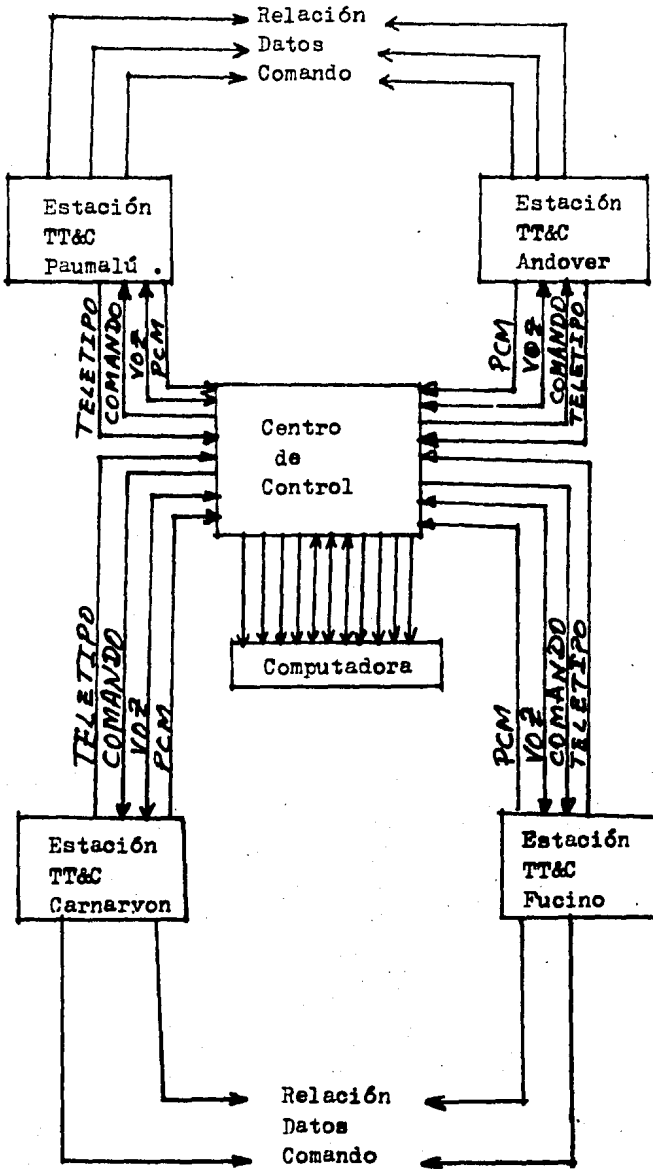 Relación
Datos
Comando
Estación
TT&C
Paumalú.
Estación
TT&C
Andover
TELETIPO
COMANDO
VOZ
PCM
PCM
VOZ
COMANDO
TELETIPO
Centro
de
Control
Computadora
TELETIPO
COMANDO
VOZ
PCM
PCM
VOZ
COMANDO
TELETIPO
Estación
TT&C
Carnarvon
Estación
TT&C
Fucino
Relación
Datos
Comando